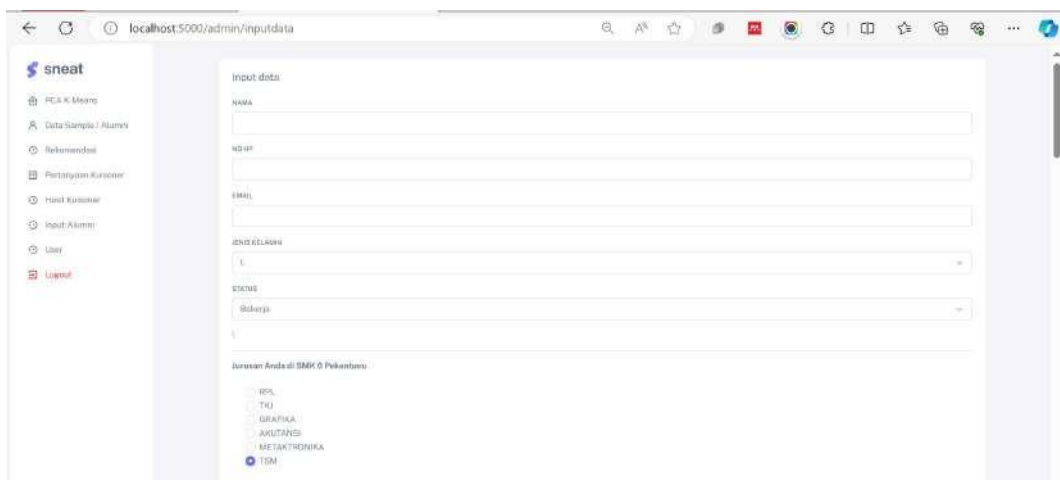 localhost:5000/admin/inputdata
sneat
PCA K-Means
Data Sample / Alumni
Rekomendasi
Pertanyaan Kuisoner
Hasil Kuisoner
Input Alumni
User
Logout
Input data
NAMA
NO HP
EMAIL
JENIS KELAMIN
L
STATUS
Bekerja
Jurusan Anda di SMK 6 Pekanbaru
RPL
TKJ
GRAFIKA
AKUTANSI
METAKTRONIKA
TSM